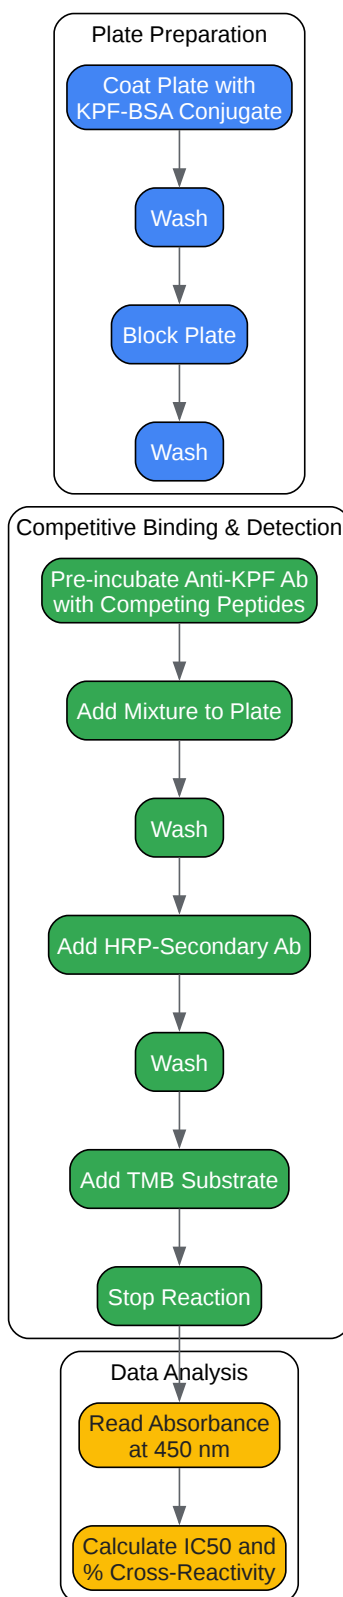 Plate Preparation
Coat Plate with
KPF-BSA Conjugate
Wash
Block Plate
Wash
Competitive Binding & Detection
Pre-incubate Anti-KPF Ab
with Competing Peptides
Add Mixture to Plate
Wash
Add HRP-Secondary Ab
Wash
Add TMB Substrate
Stop Reaction
Data Analysis
Read Absorbance
at 450 nm
Calculate IC50 and
% Cross-Reactivity